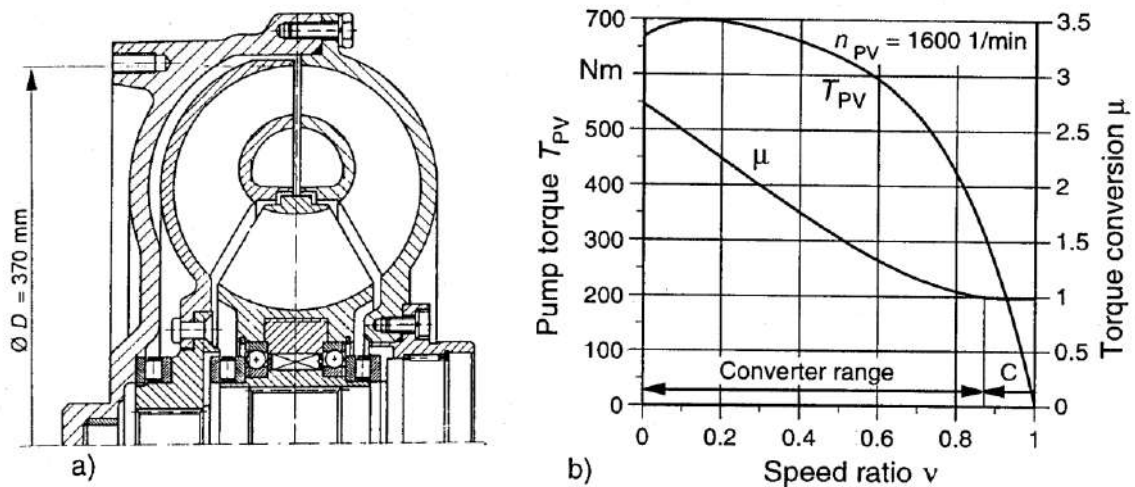 Ø D = 370 mm
a)
700
Nm
500
400
300
200
100
0
Pump torque T_PV
n_PV = 1600 1/min
T_PV
μ
Converter range
C
3.5
3
2.5
2
1.5
1
0.5
0
Torque conversion μ
0
0.2
0.4
0.6
0.8
1
b)
Speed ratio ν